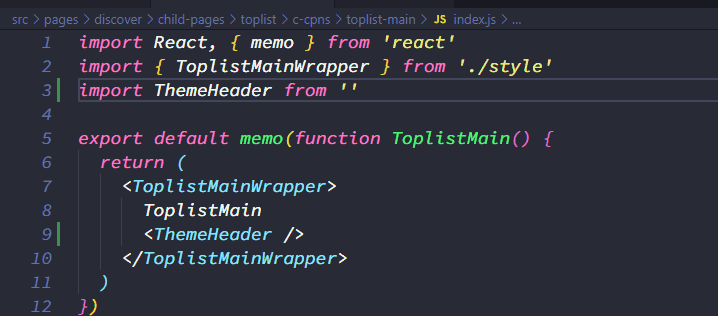 src > pages > discover > child-pages > toplist > c-cpns > toplist-main > JS index.js > ...
1 import React, { memo } from 'react'
2 import { ToplistMainWrapper } from './style'
3 import ThemeHeader from ''
4
5 export default memo(function ToplistMain() {
6   return (
7     <ToplistMainWrapper>
8       ToplistMain
9       <ThemeHeader />
10     </ToplistMainWrapper>
11   )
12 })